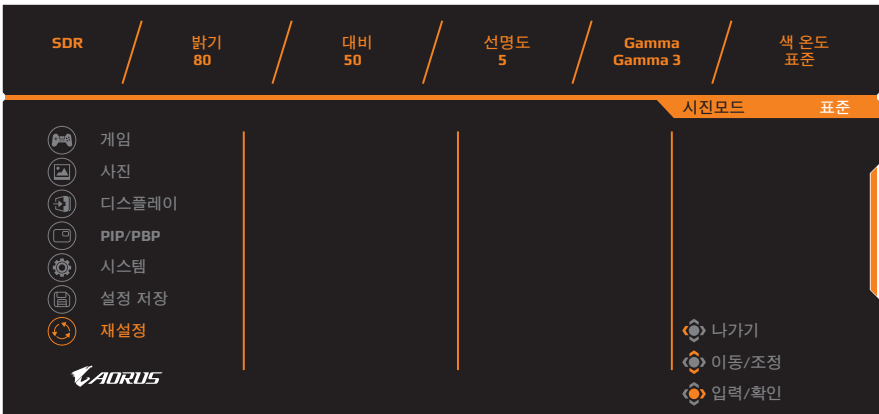 SDR
밝기
80
대비
50
선명도
5
Gamma
Gamma 3
색 온도
표준
시진모드 표준
게임
사진
디스플레이
PIP/PBP
시스템
설정 저장
재설정
AORUS
나가기
이동/조정
입력/확인